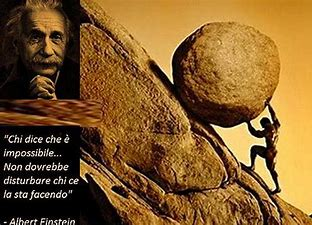 "Chi dice che è
impossibile...
Non dovrebbe
disturbare chi ce
la sta facendo"
- Albert Einstein